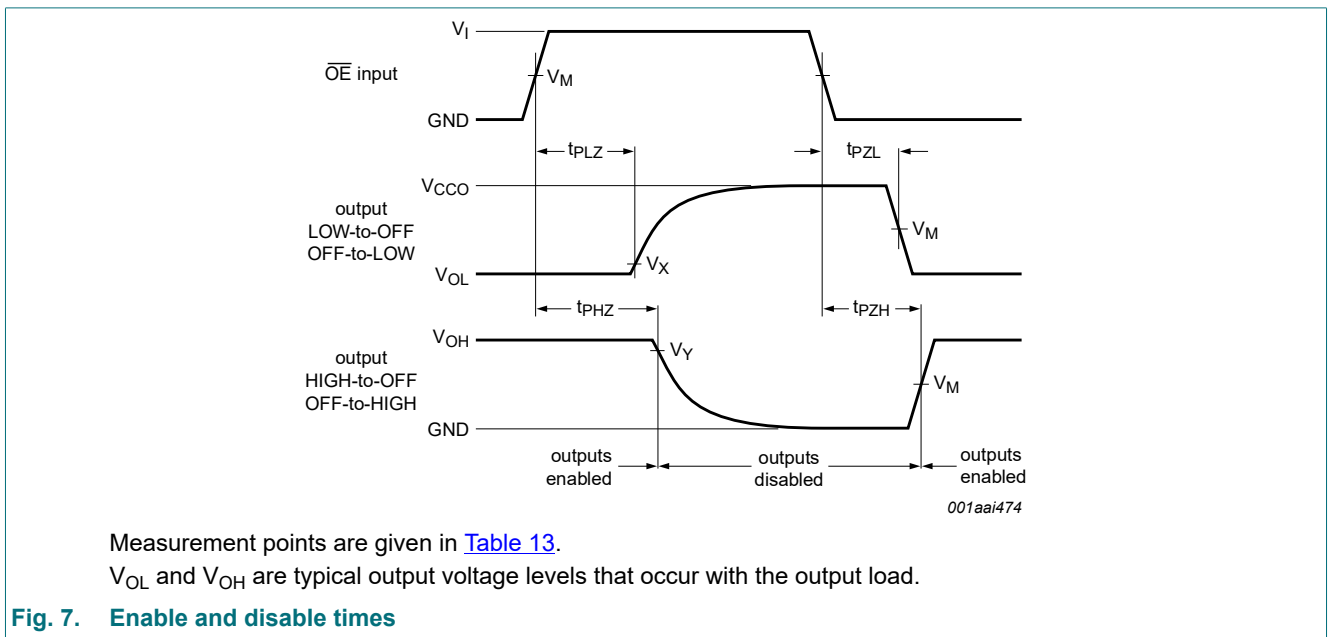 V_I
OE input
V_M
GND
t_PLZ
t_PZL
V_CCO
output
LOW-to-OFF
OFF-to-LOW
V_M
V_X
V_OL
t_PHZ
t_PZH
V_OH
output
HIGH-to-OFF
OFF-to-HIGH
V_Y
V_M
GND
outputs
enabled
outputs
disabled
outputs
enabled
001aai474
Measurement points are given in Table 13.
V_OL and V_OH are typical output voltage levels that occur with the output load.
Fig. 7. Enable and disable times